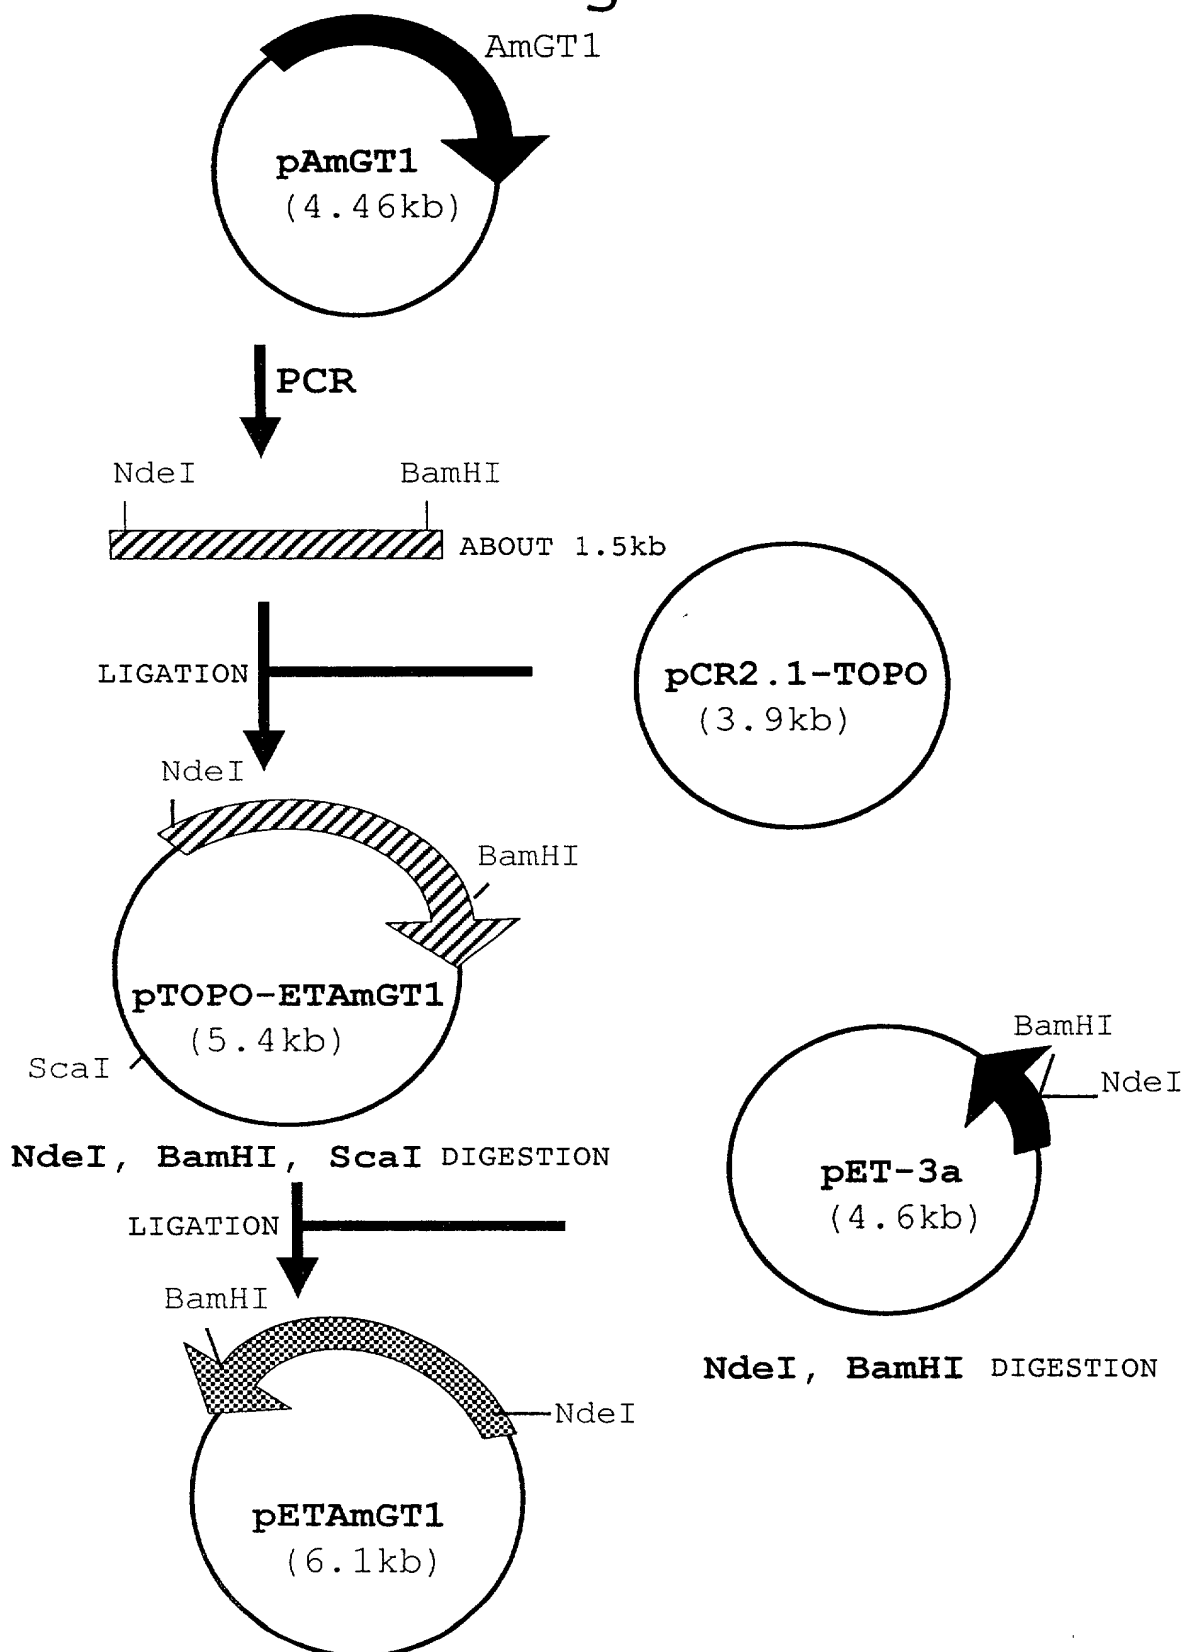 AmGT1
pAmGT1
(4.46kb)
PCR
NdeI BamHI
ABOUT 1.5kb
pCR2.1-TOPO
(3.9kb)
LIGATION
NdeI
BamHI
pTOPO-ETAmGT1
(5.4kb)
ScaI
NdeI, BamHI, ScaI DIGESTION
BamHI
NdeI
pET-3a
(4.6kb)
NdeI, BamHI DIGESTION
LIGATION
BamHI
NdeI
pETAmGT1
(6.1kb)